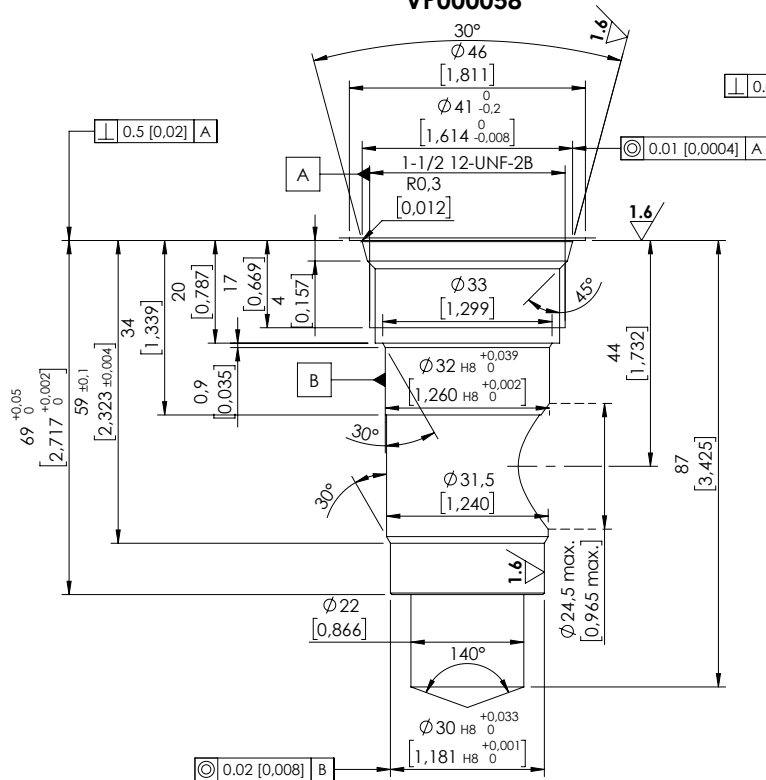 VF000058
30°
1.6
Ø46
[1,811]
⊥ 0.
Ø41 0 -0,2
[1,614 0 -0,008]
⊥ 0.5 [0,02] A
◎ 0.01 [0,0004] A
1-1/2 12-UNF-2B
A
R0,3
[0,012]
1.6
69 +0,05 0
[2,717 +0,002 0]
59 ±0,1
[2,323 ±0,004]
34
[1,339]
20
[0,787]
17
[0,669]
4
[0,157]
Ø33
[1,299]
45°
44
[1,732]
0,9
[0,035]
B
Ø32 H8 +0,039 0
[1,260 H8 +0,002 0]
30°
87
[3,425]
30°
Ø31,5
[1,240]
1.6
Ø24,5 max.
[0,965 max.]
Ø22
[0,866]
140°
Ø30 H8 +0,033 0
[1,181 H8 +0,001 0]
◎ 0.02 [0,008] B